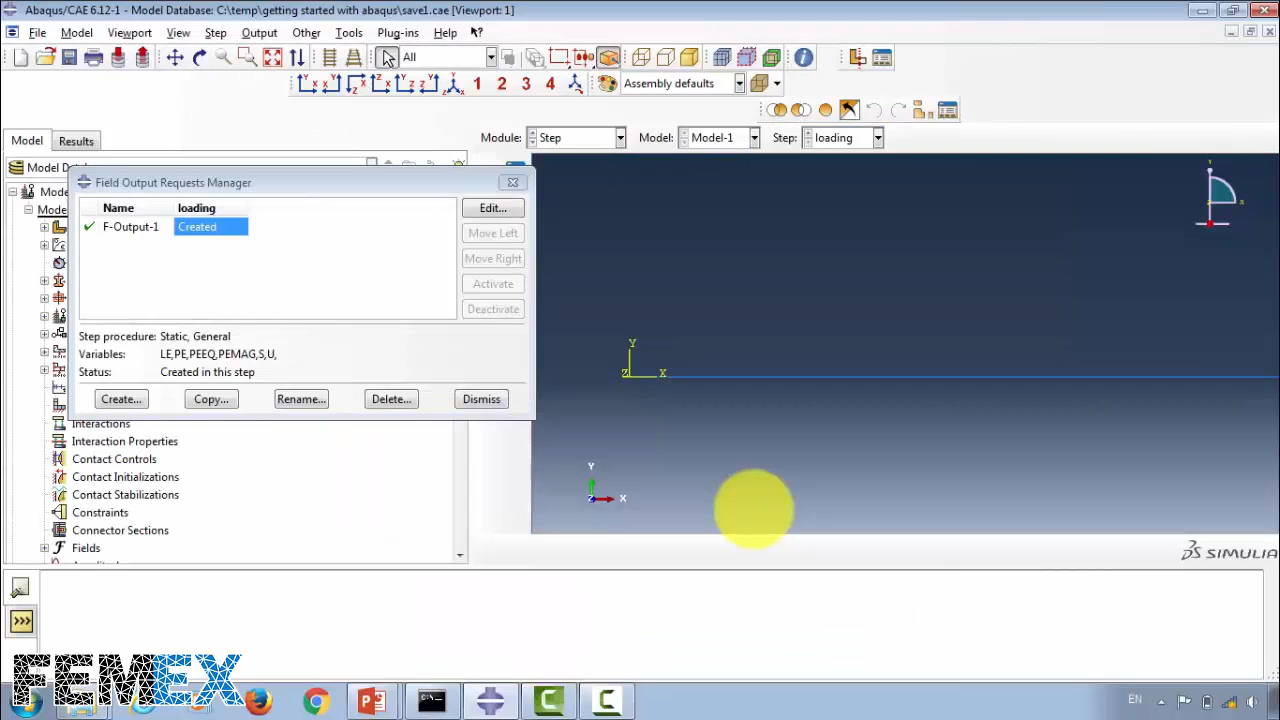 Abaqus/CAE 6.12-1 - Model Database: C:\temp\getting started with abaqus\save1.cae [Viewport: 1]
File Model Viewport View Step Output Other Tools Plug-ins Help
All
1 2 3 4 Assembly defaults
Model Results Module: Step Model: Model-1 Step: loading
Model Data
Field Output Requests Manager
Name loading
F-Output-1 Created
Edit...
Move Left
Move Right
Activate
Deactivate
Step procedure: Static, General
Variables: LE,PE,PEEQ,PEMAG,S,U,
Status: Created in this step
Create... Copy... Rename... Delete... Dismiss
Interactions
Interaction Properties
Contact Controls
Contact Initializations
Contact Stabilizations
Constraints
Connector Sections
Fields
Y
Z X
Y
Z X
SIMULIA
>>>
FEMEX
EN